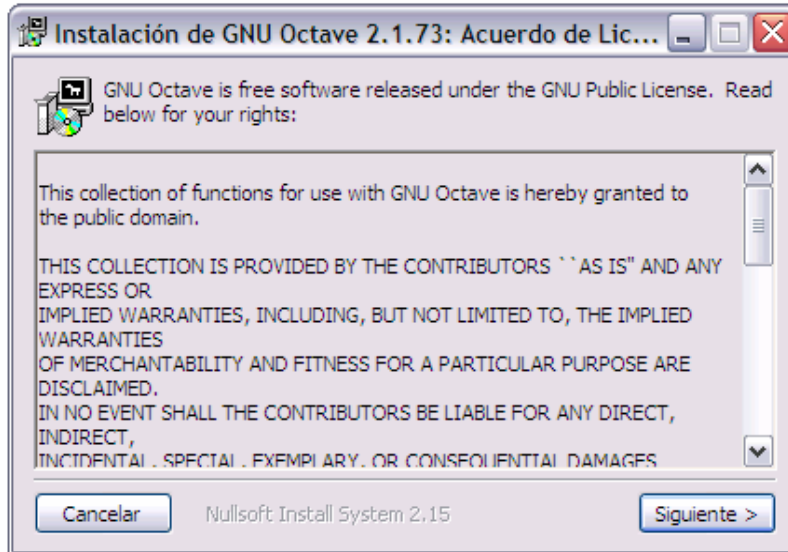 Instalación de GNU Octave 2.1.73: Acuerdo de Lic...
GNU Octave is free software released under the GNU Public License.  Read
below for your rights:
This collection of functions for use with GNU Octave is hereby granted to
the public domain.
THIS COLLECTION IS PROVIDED BY THE CONTRIBUTORS ``AS IS'' AND ANY
EXPRESS OR
IMPLIED WARRANTIES, INCLUDING, BUT NOT LIMITED TO, THE IMPLIED
WARRANTIES
OF MERCHANTABILITY AND FITNESS FOR A PARTICULAR PURPOSE ARE
DISCLAIMED.
IN NO EVENT SHALL THE CONTRIBUTORS BE LIABLE FOR ANY DIRECT,
INDIRECT,
INCIDENTAL, SPECIAL, EXEMPLARY, OR CONSEQUENTIAL DAMAGES
Cancelar
Nullsoft Install System 2.15
Siguiente >